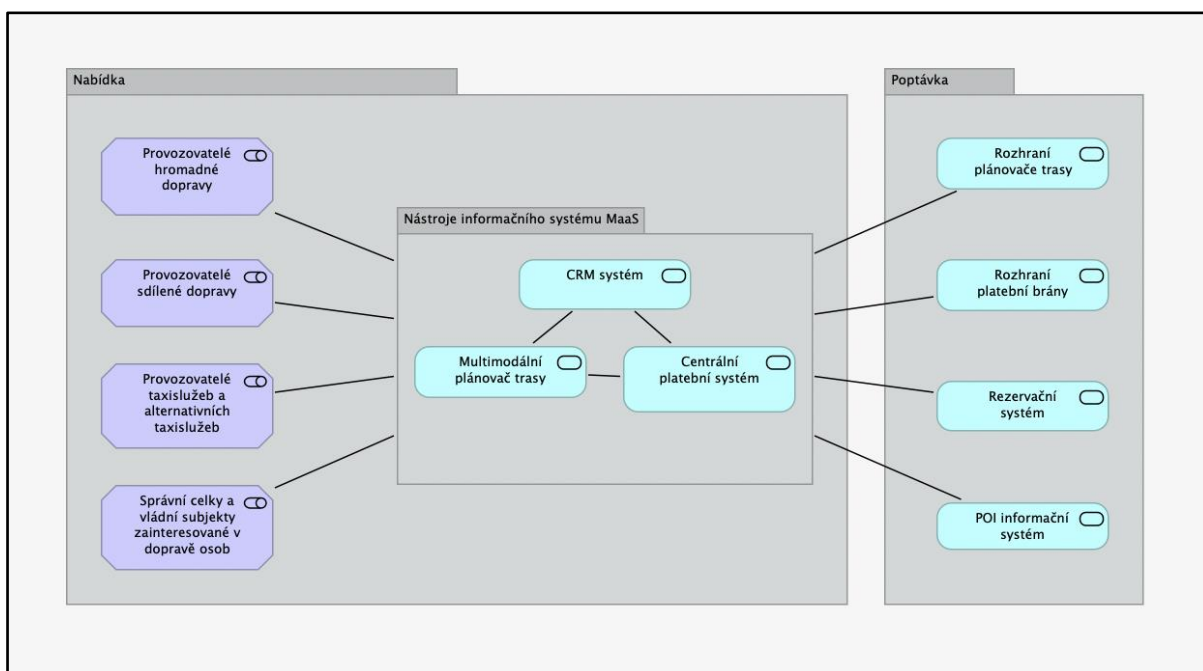 Nabídka
Provozovatelé
hromadné
dopravy
Provozovatelé
sdílené dopravy
Provozovatelé
taxislužeb a
alternativních
taxislužeb
Správní celky a
vládní subjekty
zainteresované v
dopravě osob
Nástroje informačního systému MaaS
CRM systém
Multimodální
plánovač trasy
Centrální
platební systém
Poptávka
Rozhraní
plánovače trasy
Rozhraní
platební brány
Rezervační
systém
POI informační
systém